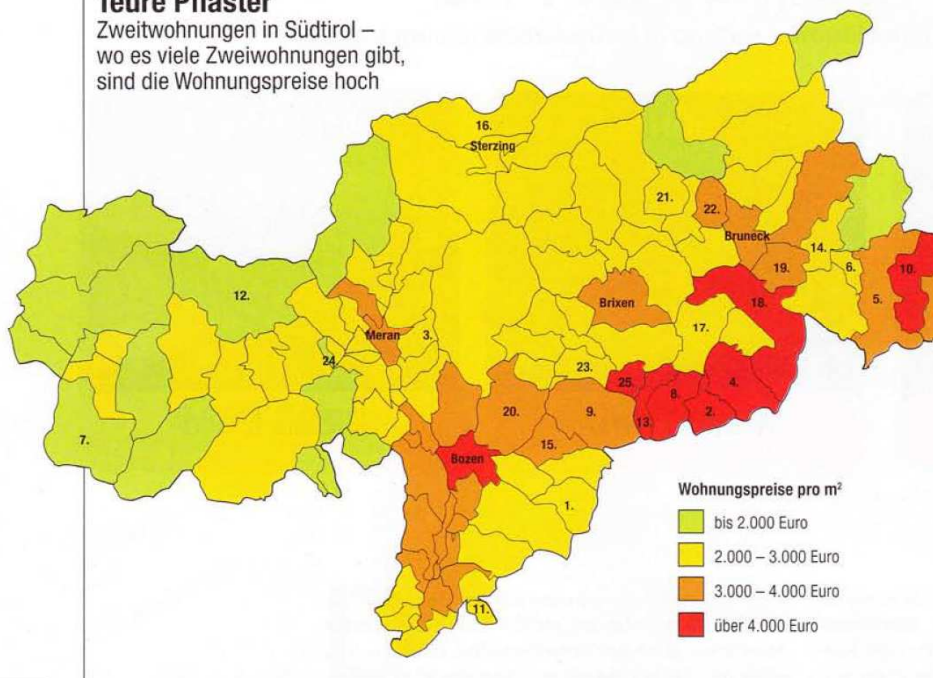 Teure Pflaster
Zweitwohnungen in Südtirol –
wo es viele Zweiwohnungen gibt,
sind die Wohnungspreise hoch
16.
Sterzing
21.
22.
Bruneck
14.
19.
6.
10.
5.
12.
18.
Brixen
Meran
3.
17.
24.
23.
25.
8.
4.
7.
20.
9.
13.
2.
15.
Bozen
1.
11.
Wohnungspreise pro m²
bis 2.000 Euro
2.000 – 3.000 Euro
3.000 – 4.000 Euro
über 4.000 Euro